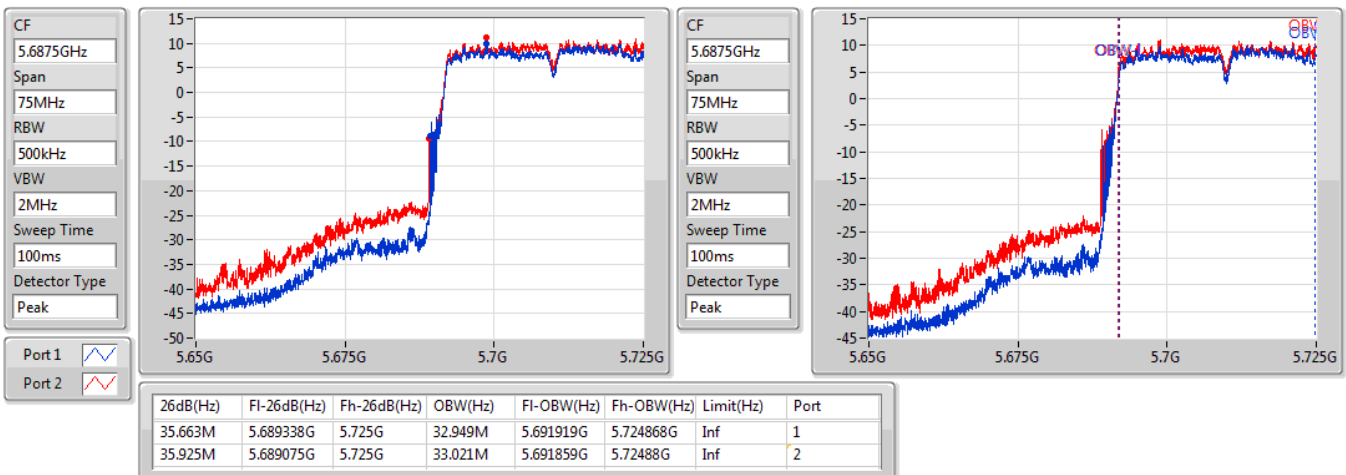 CF
5.6875GHz
Span
75MHz
RBW
500kHz
VBW
2MHz
Sweep Time
100ms
Detector Type
Peak
Port 1
Port 2
15
10
5
0
-5
-10
-15
-20
-25
-30
-35
-40
-45
-50
5.65G 5.675G 5.7G 5.725G
CF
5.6875GHz
Span
75MHz
RBW
500kHz
VBW
2MHz
Sweep Time
100ms
Detector Type
Peak
15
10
5
0
-5
-10
-15
-20
-25
-30
-35
-40
-45
5.65G 5.675G 5.7G 5.725G
OBW
OBV
OBV
26dB(Hz) Fl-26dB(Hz) Fh-26dB(Hz) OBW(Hz) Fl-OBW(Hz) Fh-OBW(Hz) Limit(Hz) Port
35.663M 5.689338G 5.725G 32.949M 5.691919G 5.724868G Inf 1
35.925M 5.689075G 5.725G 33.021M 5.691859G 5.72488G Inf 2